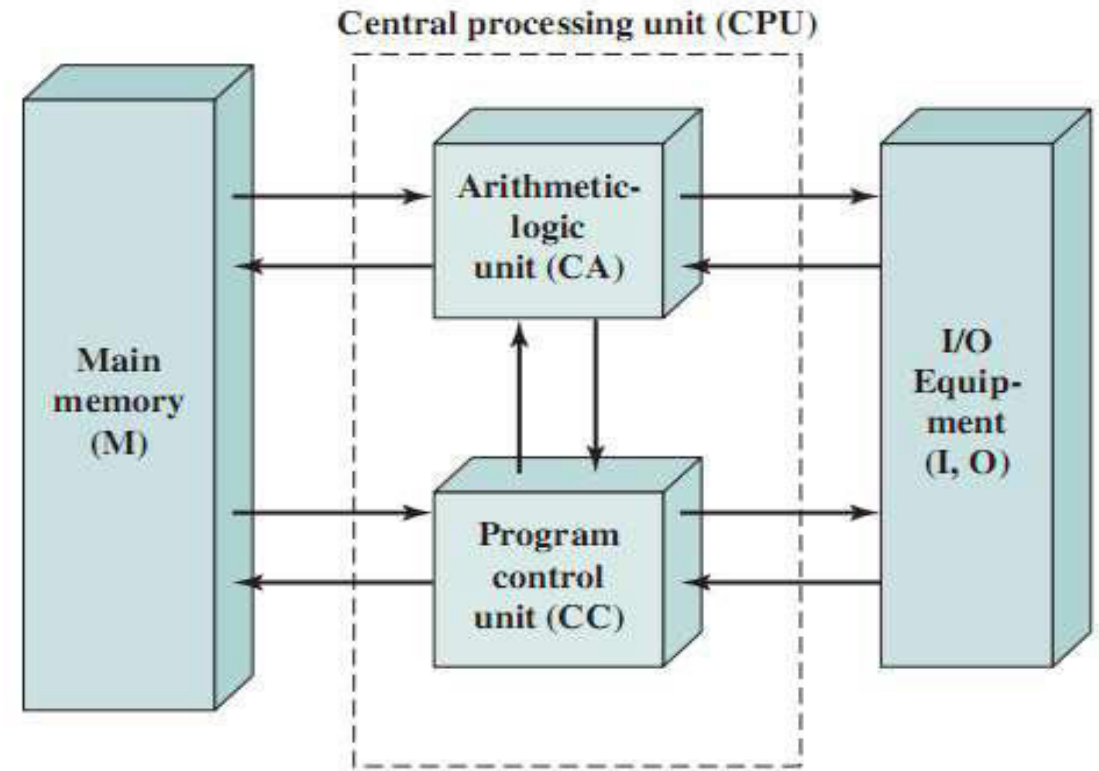 Central processing unit (CPU)
Arithmetic-
logic
unit (CA)
Main
memory
(M)
I/O
Equip-
ment
(I, O)
Program
control
unit (CC)